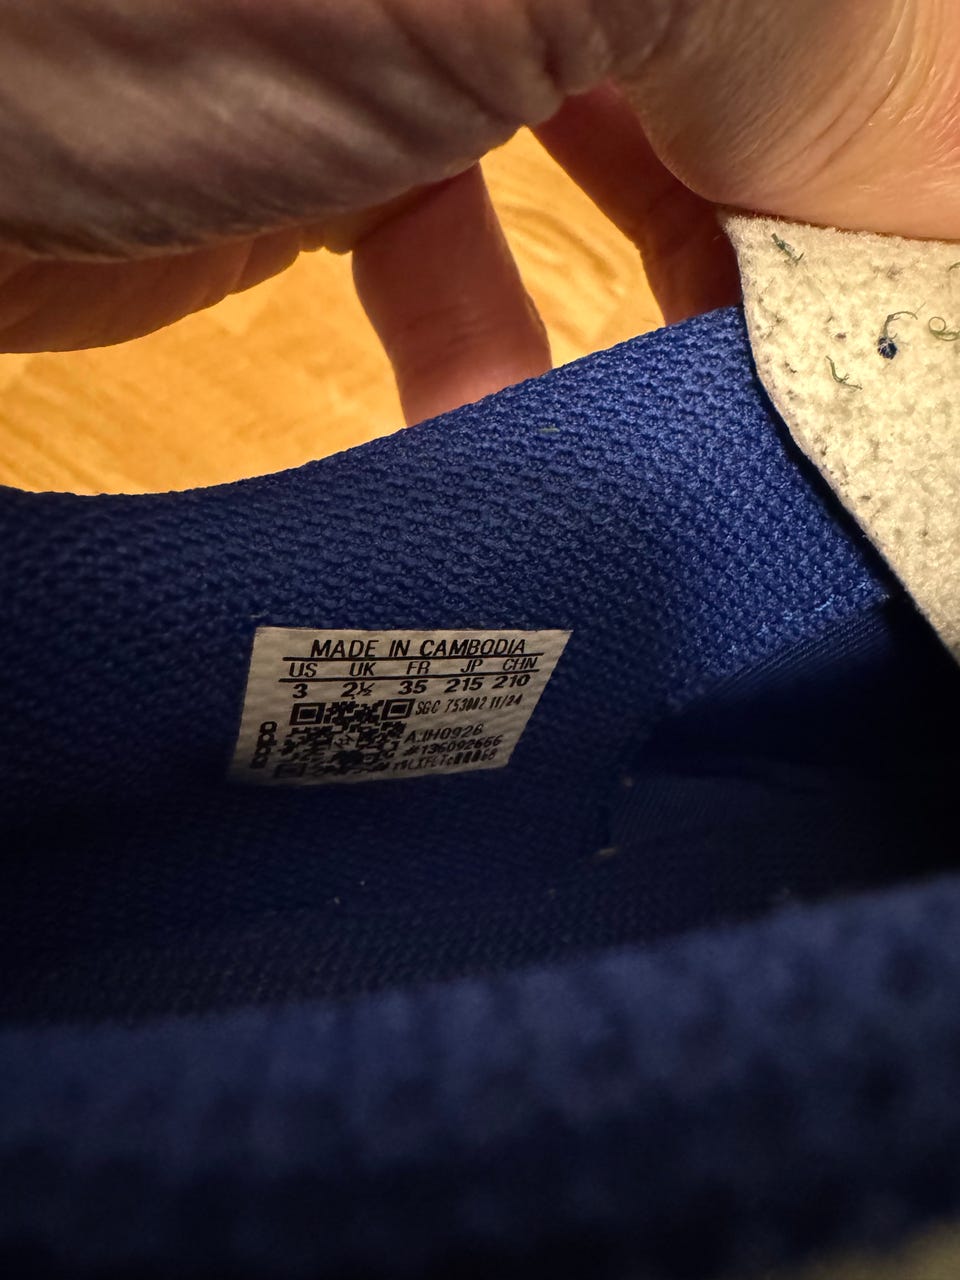 MADE IN CAMBODIA
US UK FR JP CHN
3 2½ 35 215 210
SGC 753002 11/24
#136092666